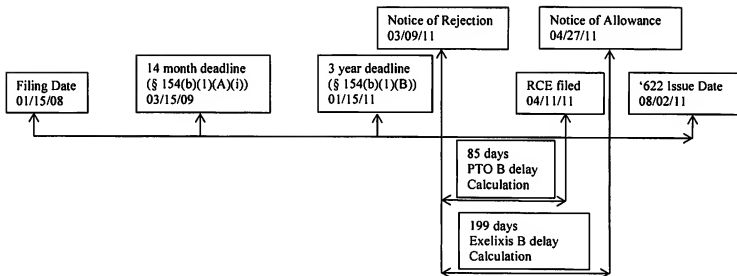 Notice of Rejection
03/09/11
Notice of Allowance
04/27/11
Filing Date
01/15/08
14 month deadline
(§ 154(b)(1)(A)(i))
03/15/09
3 year deadline
(§ 154(b)(1)(B))
01/15/11
RCE filed
04/11/11
‘622 Issue Date
08/02/11
85 days
PTO B delay
Calculation
199 days
Exelixis B delay
Calculation